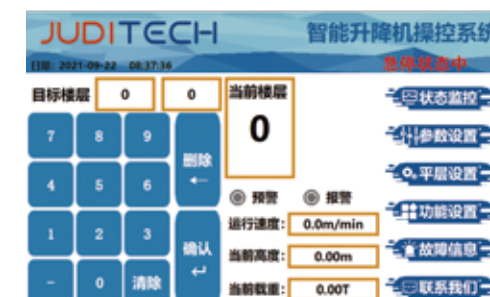 JUDITECH
智能升降机操控系统
日期: 2021-09-22 08:37:36
急停状态中
目标楼层 0 0
当前楼层
0
7 8 9 删除
4 5 6
1 2 3 确认
- 0 清除
预警 报警
运行速度: 0.0m/min
当前高度: 0.00m
当前载重: 0.00T
状态监控
参数设置
平层设置
功能设置
故障信息
联系我们